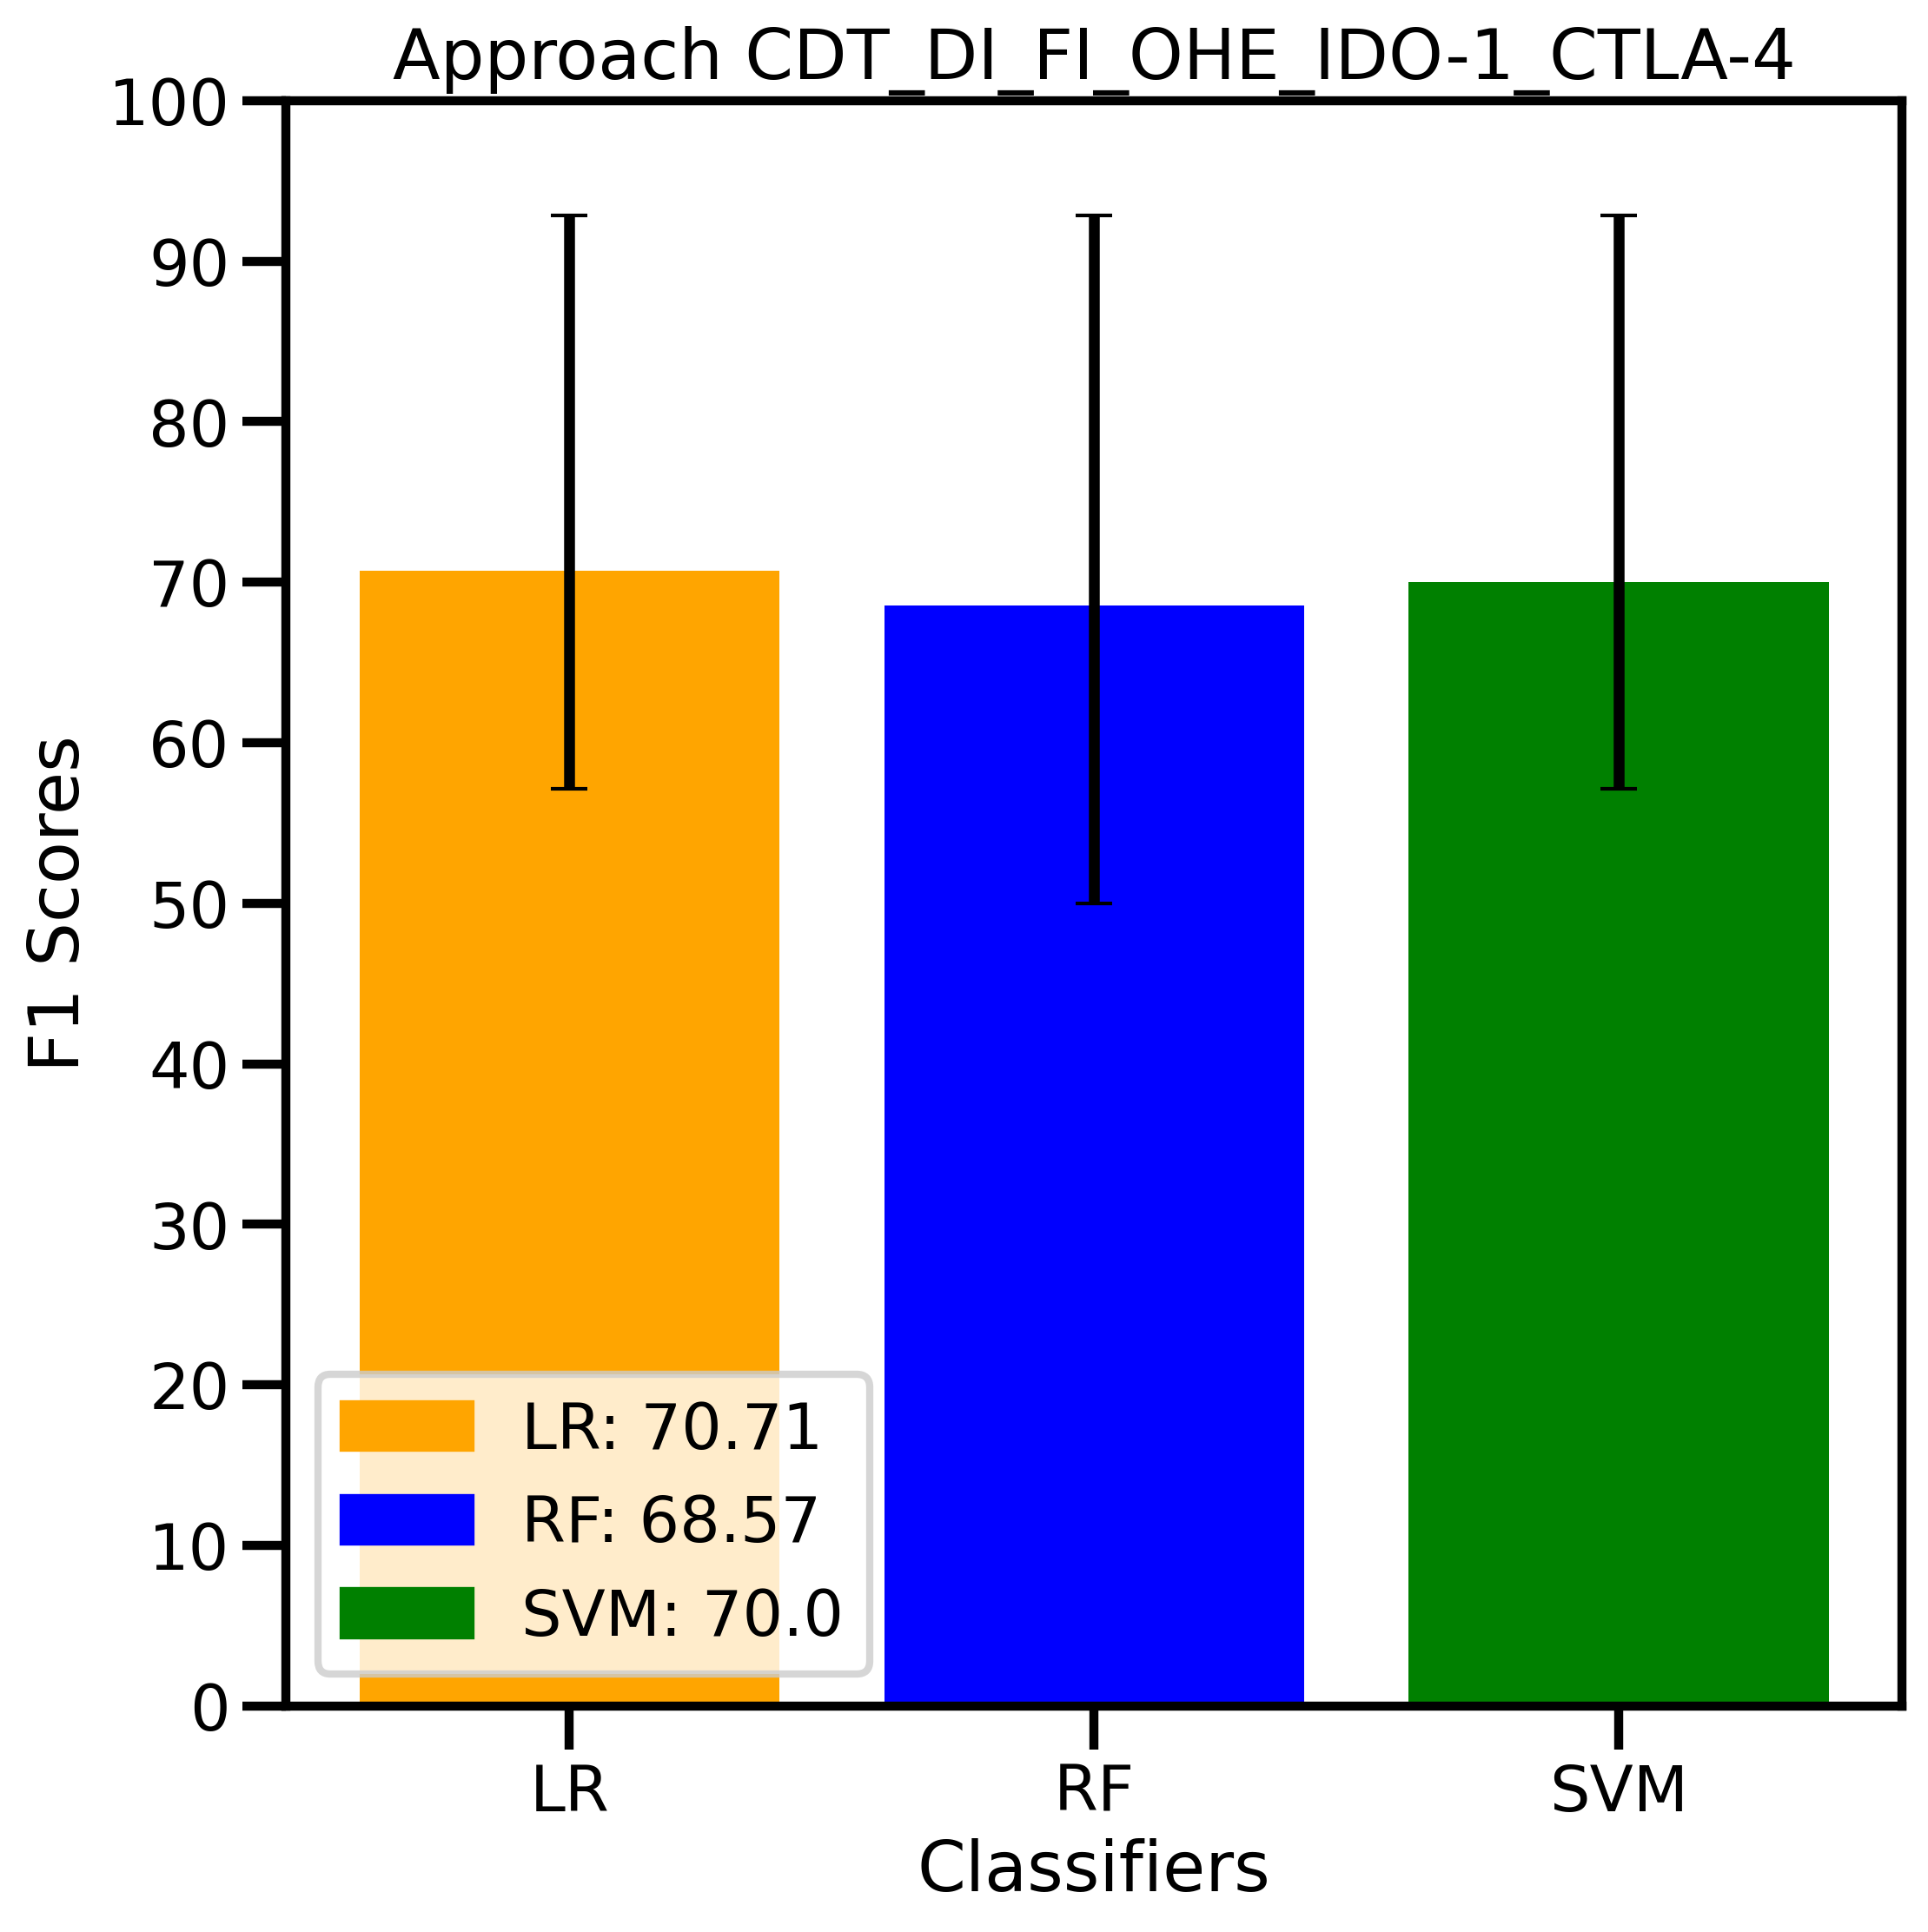 Approach CDT_DI_FI_OHE_IDO-1_CTLA-4
100
90
80
70
60
50
40
30
20
10
0
F1 Scores
LR: 70.71
RF: 68.57
SVM: 70.0
LR
RF
SVM
Classifiers